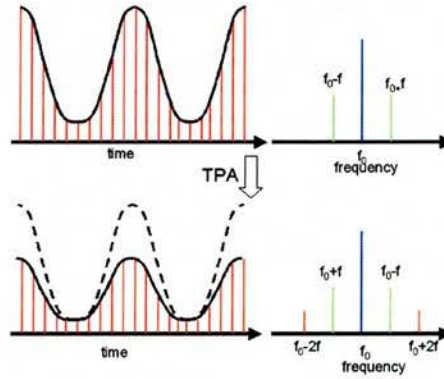 f₀-f
f₀+f
f₀
time
frequency
TPA
f₀+f
f₀-f
f₀-2f
f₀
f₀+2f
time
frequency